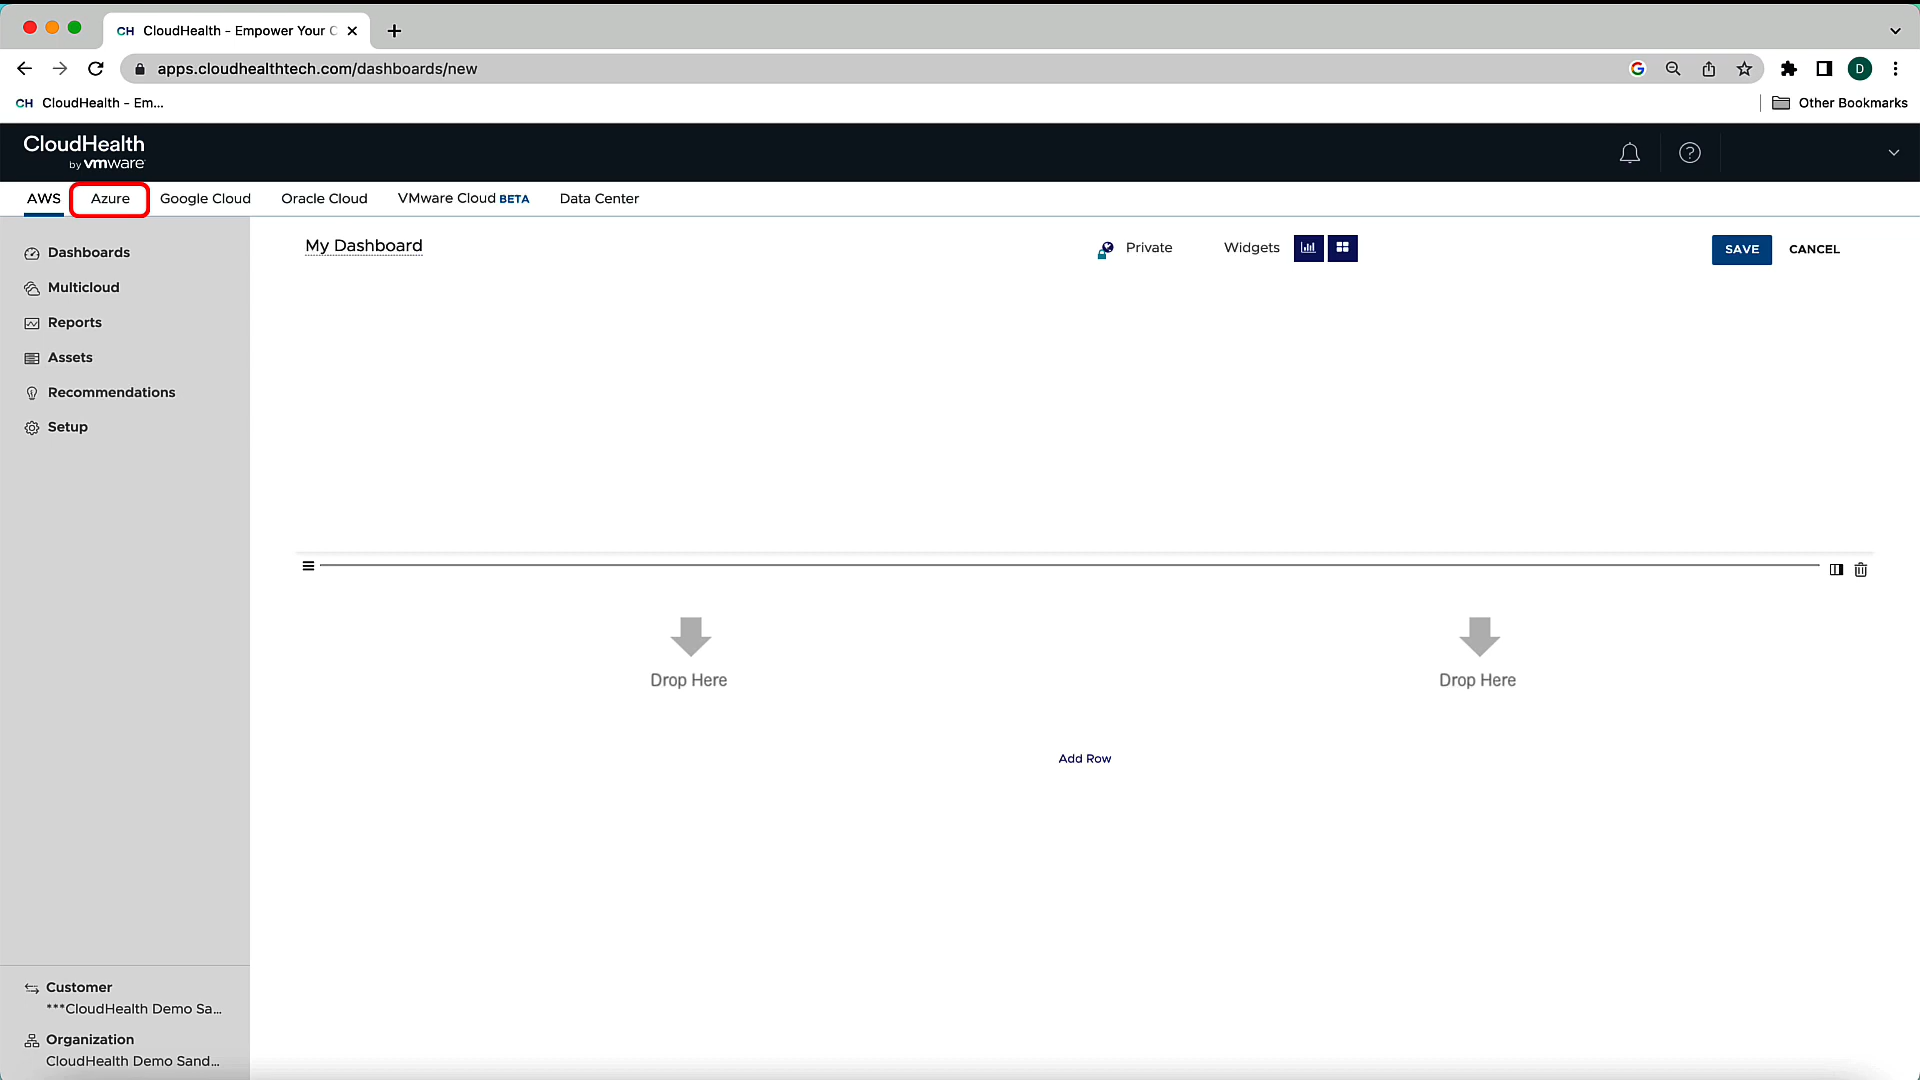 CH CloudHealth - Empower Your C
apps.cloudhealthtech.com/dashboards/new
D
CH CloudHealth - Em...
Other Bookmarks
CloudHealth
by vmware
AWS
Azure
Google Cloud
Oracle Cloud
VMware Cloud BETA
Data Center
Dashboards
Multicloud
Reports
Assets
Recommendations
Setup
My Dashboard
Private
Widgets
SAVE
CANCEL
Drop Here
Drop Here
Add Row
Customer
***CloudHealth Demo Sa...
Organization
CloudHealth Demo Sand...